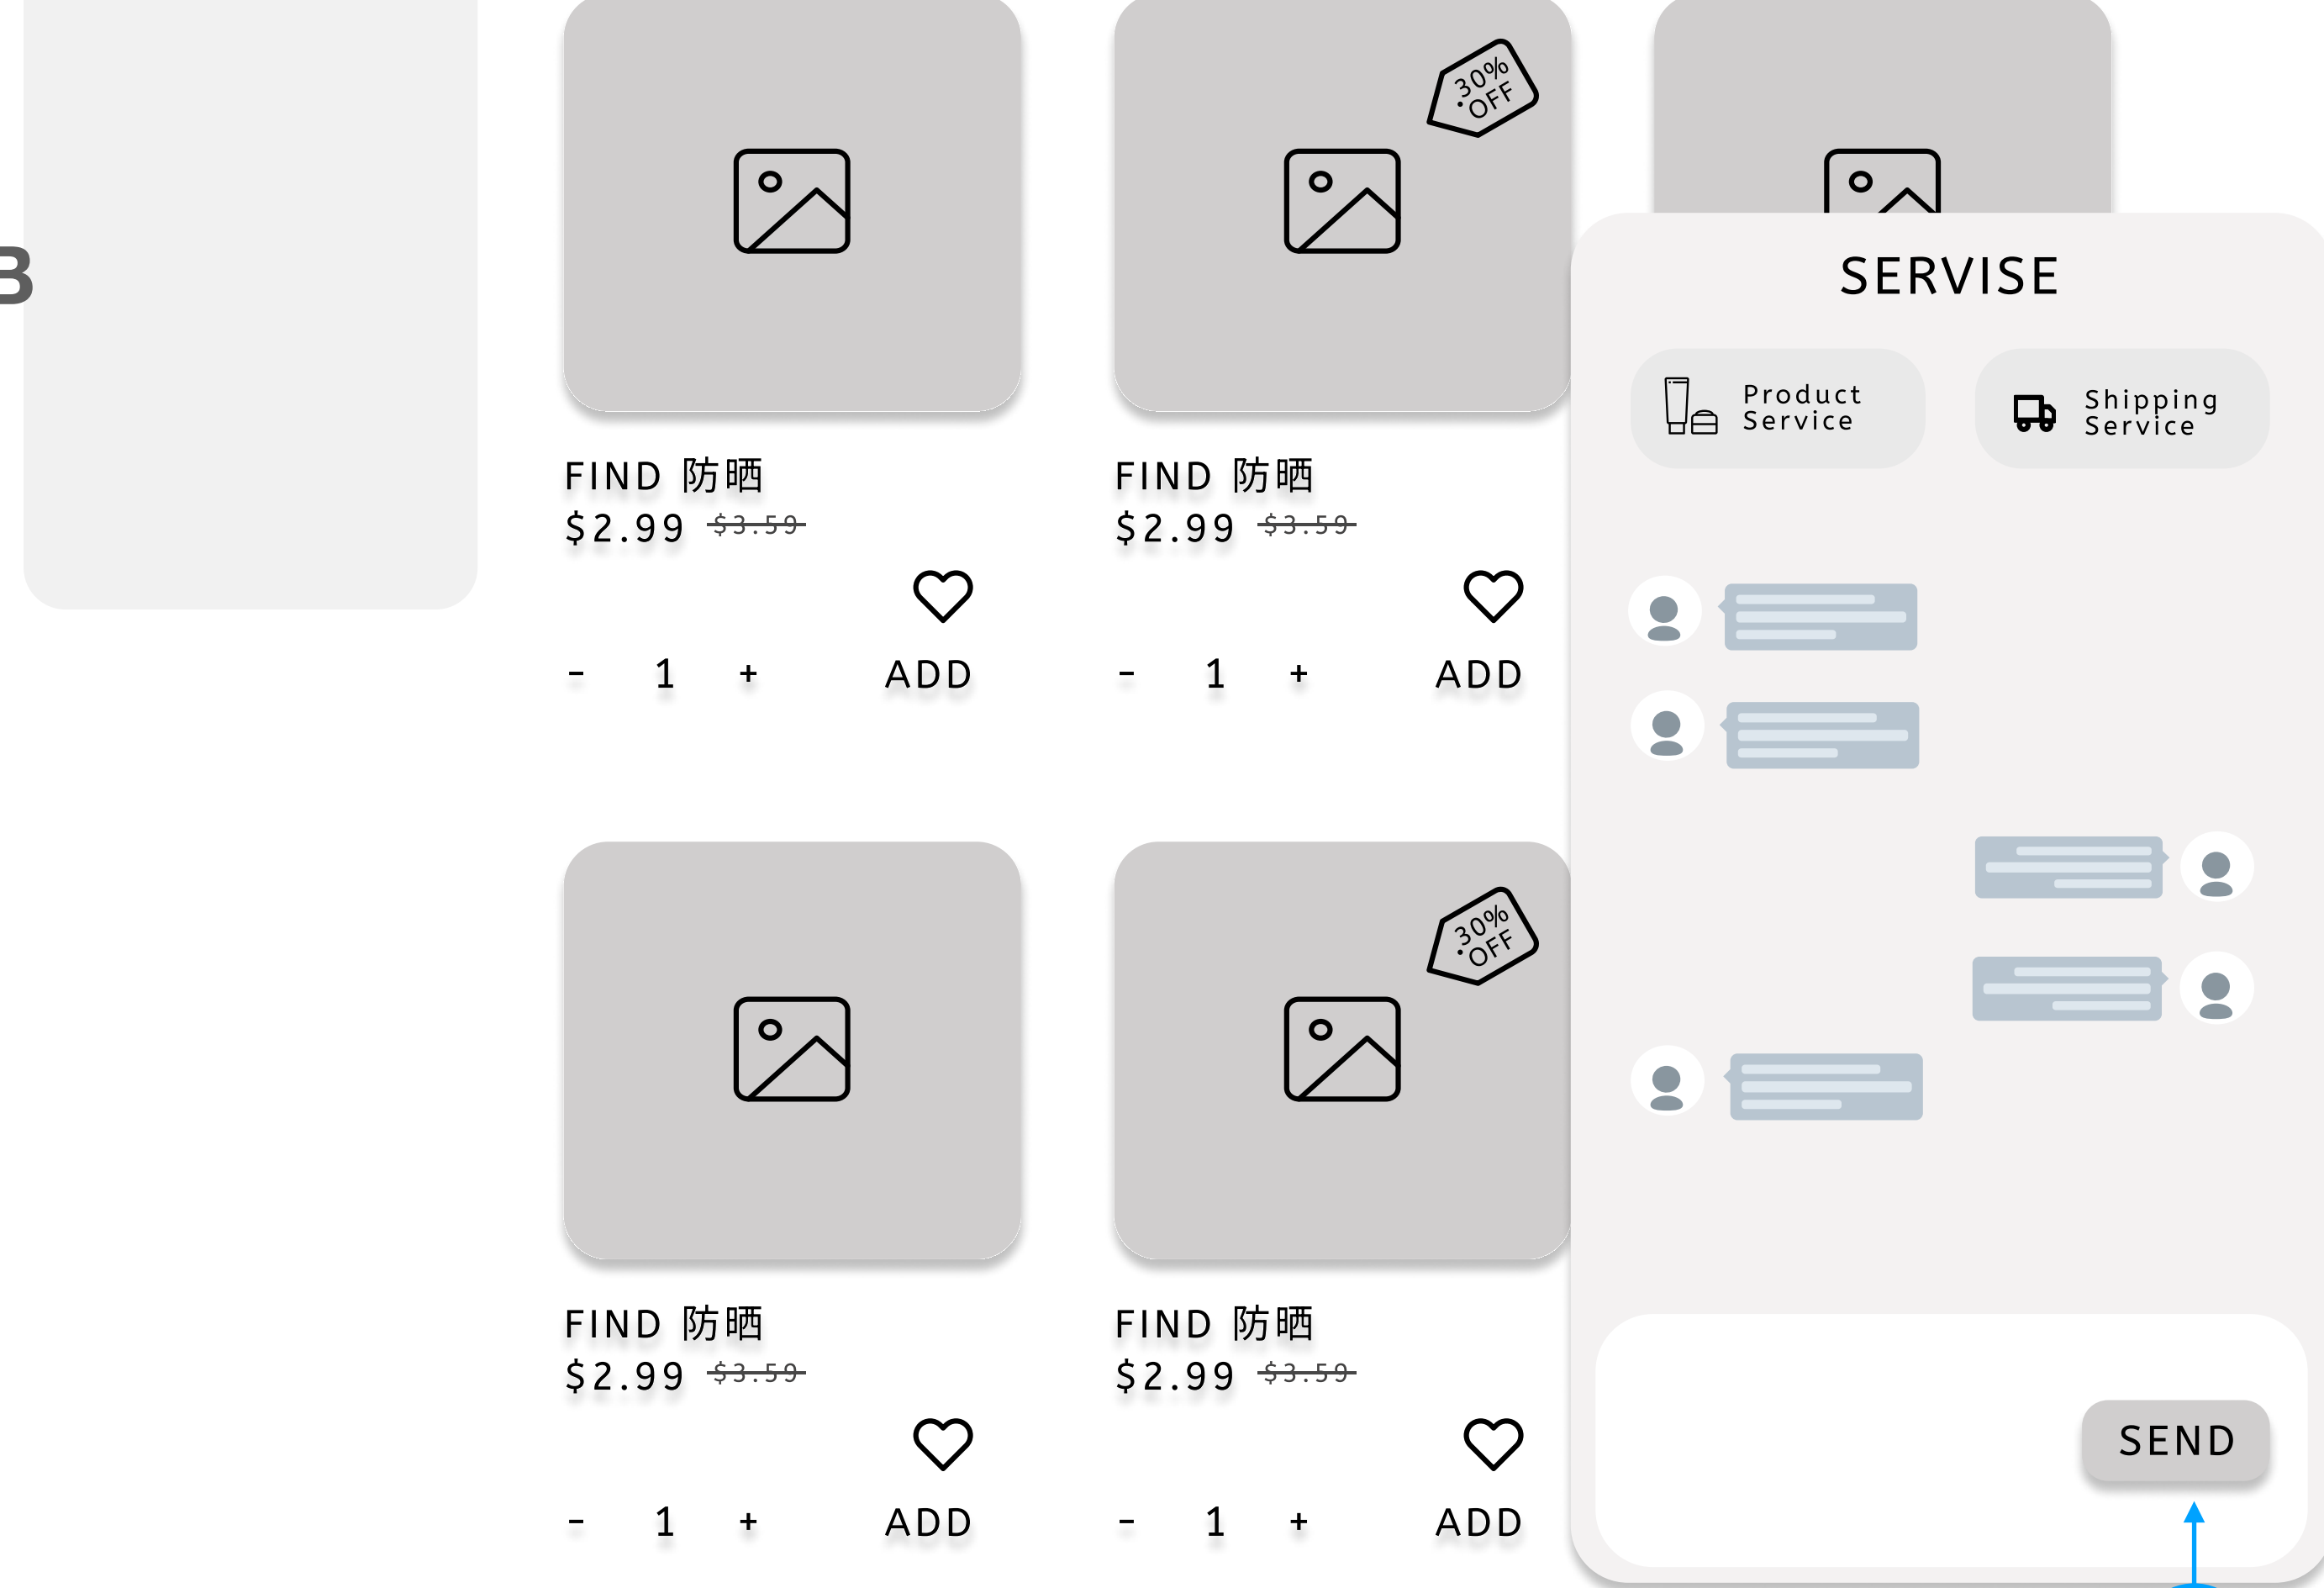 B
30%
OFF
FIND 防晒
$2.99 $3.59
- 1 + ADD
30%
OFF
FIND 防晒
$2.99 $3.59
- 1 + ADD
FIND 防晒
$2.99 $3.59
- 1 + ADD
FIND 防晒
$2.99 $3.59
- 1 + ADD
SERVISE
Product
Service
Shipping
Service
SEND